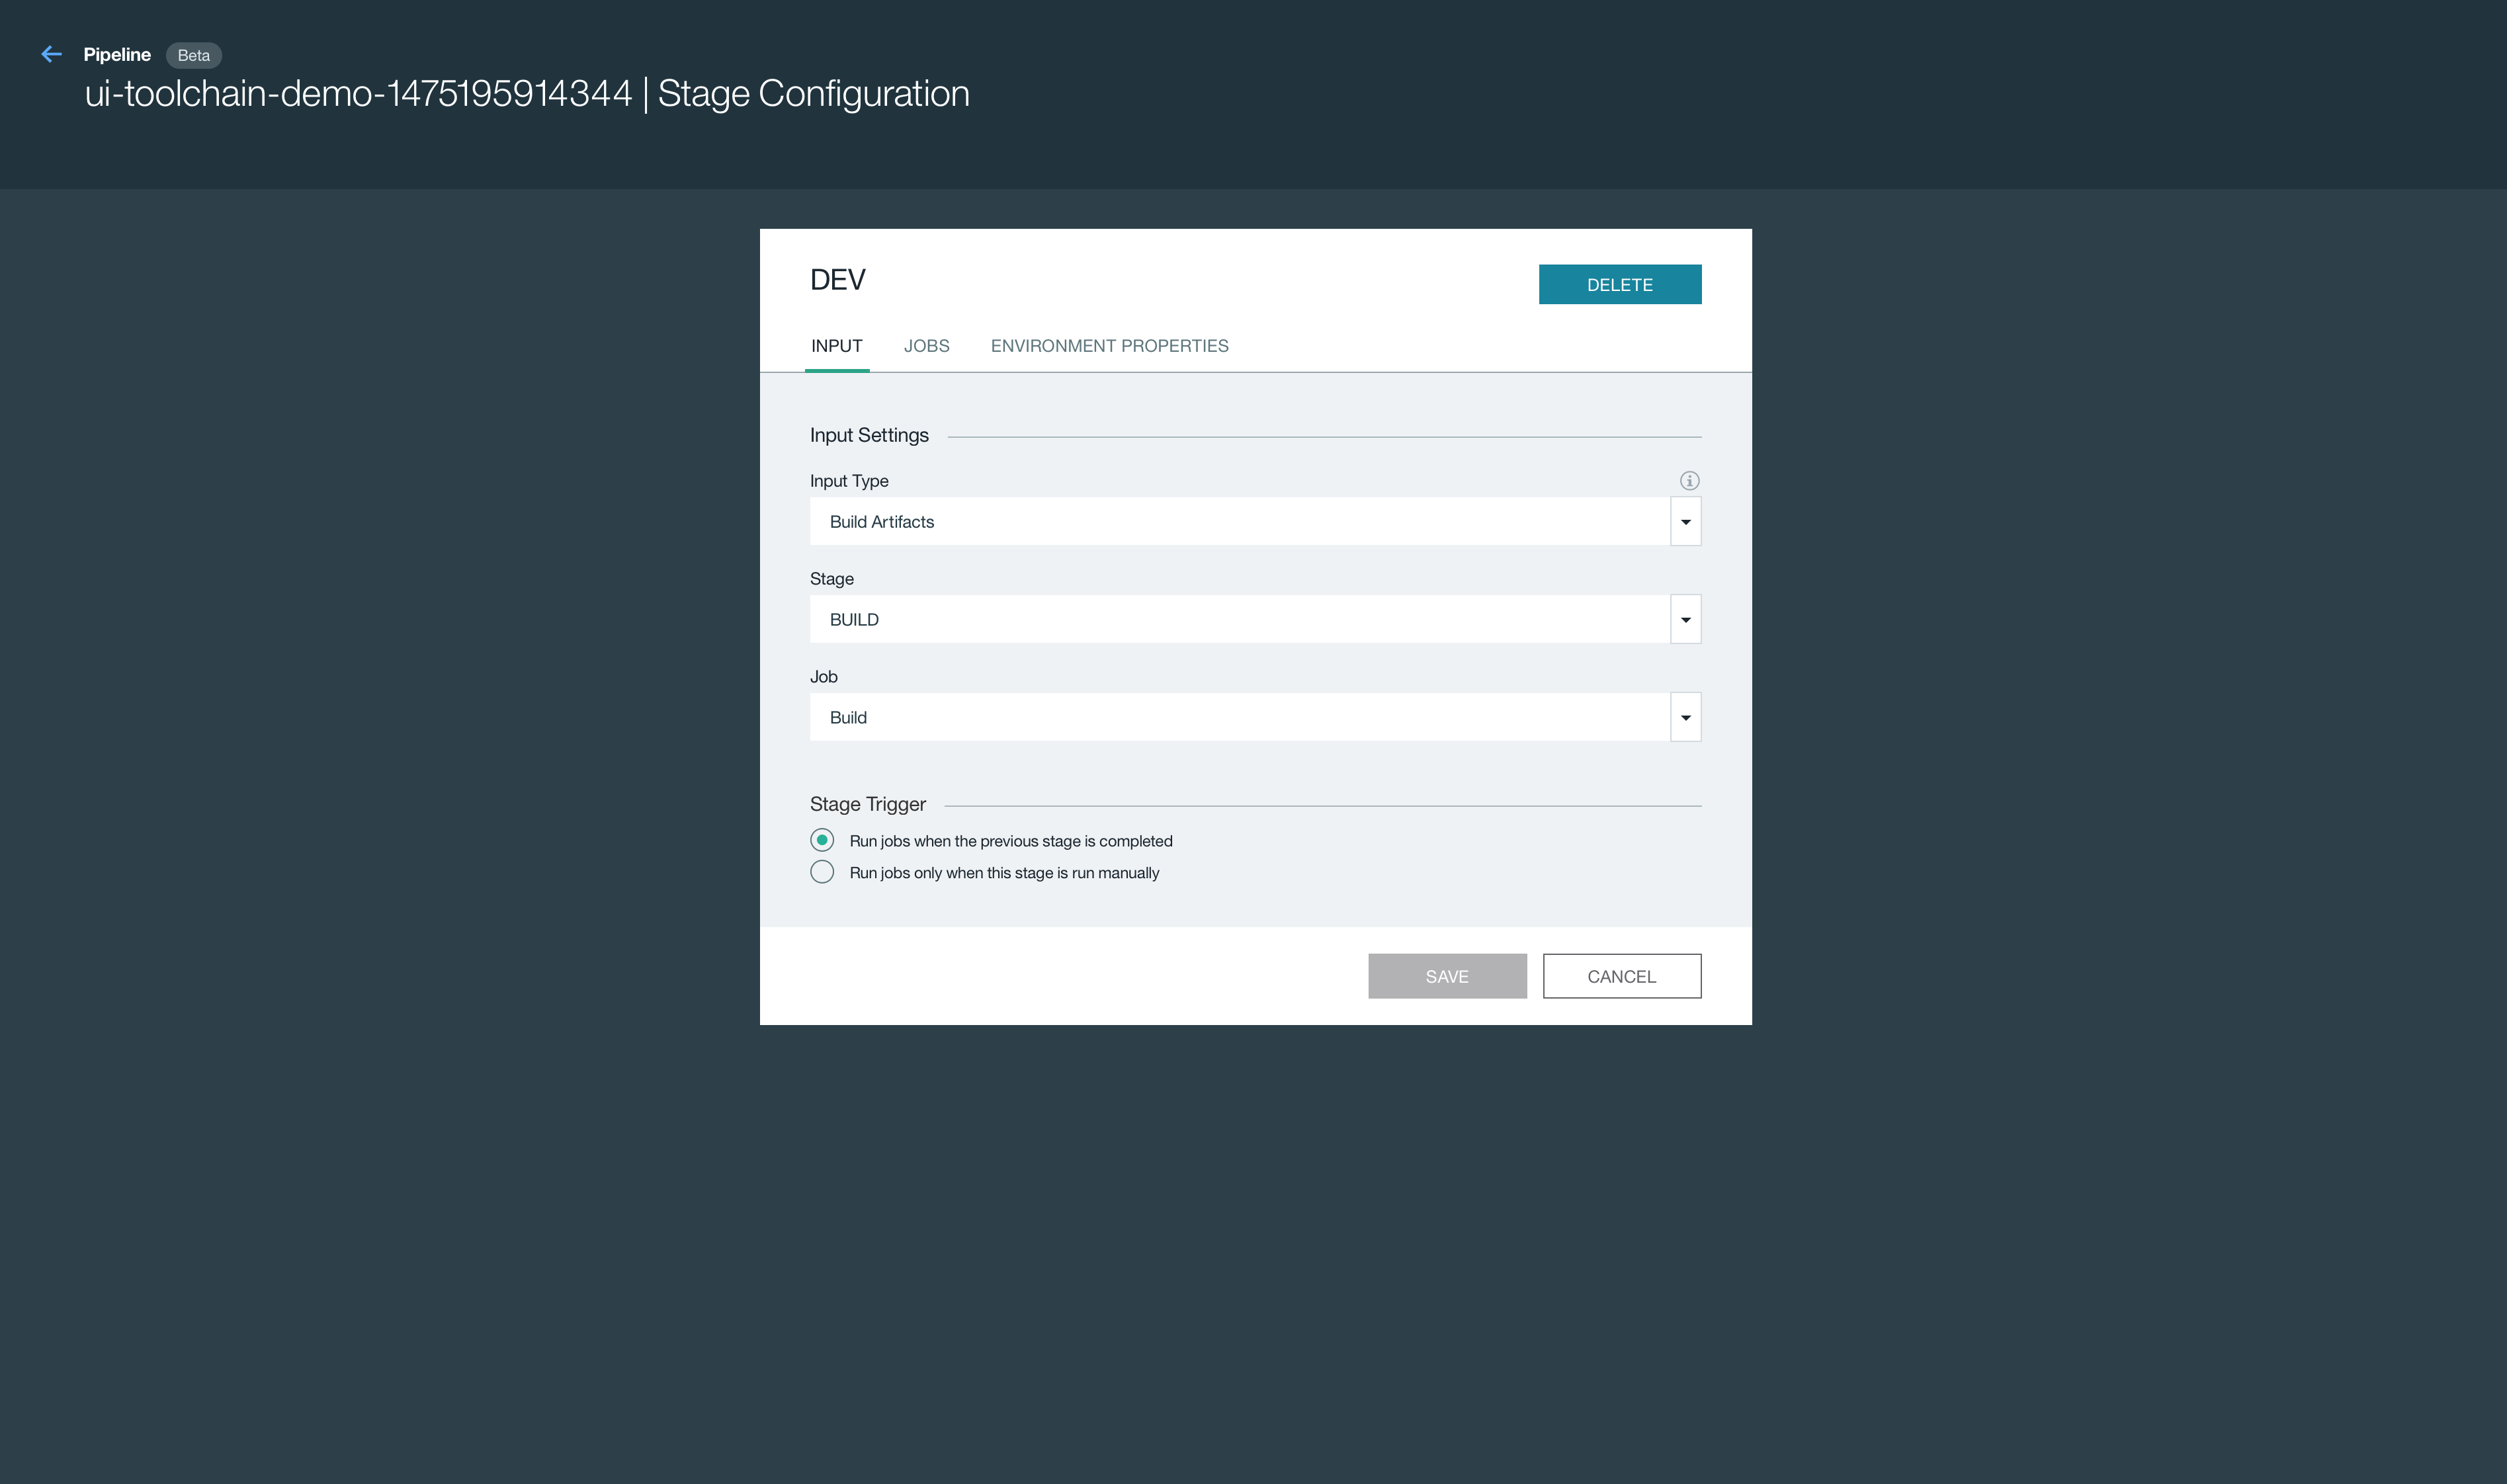 Pipeline Beta
ui-toolchain-demo-1475195914344 | Stage Configuration
DEV
DELETE
INPUT JOBS ENVIRONMENT PROPERTIES
Input Settings
Input Type
Build Artifacts
Stage
BUILD
Job
Build
Stage Trigger
Run jobs when the previous stage is completed
Run jobs only when this stage is run manually
SAVE CANCEL